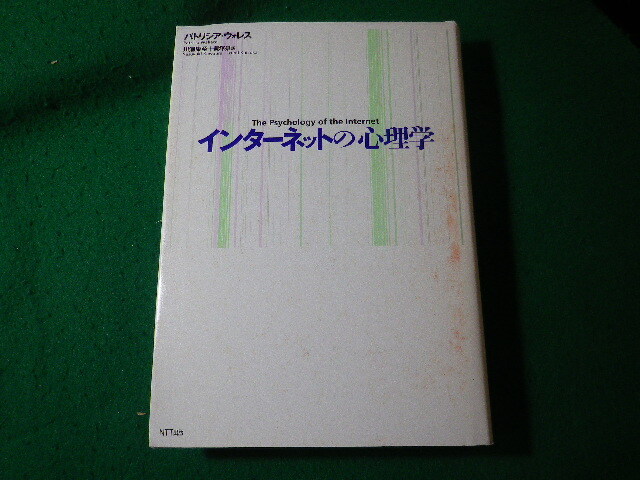 パトリシア・ウォレス
The Psychology of the Internet
インターネットの心理学
NTT出版